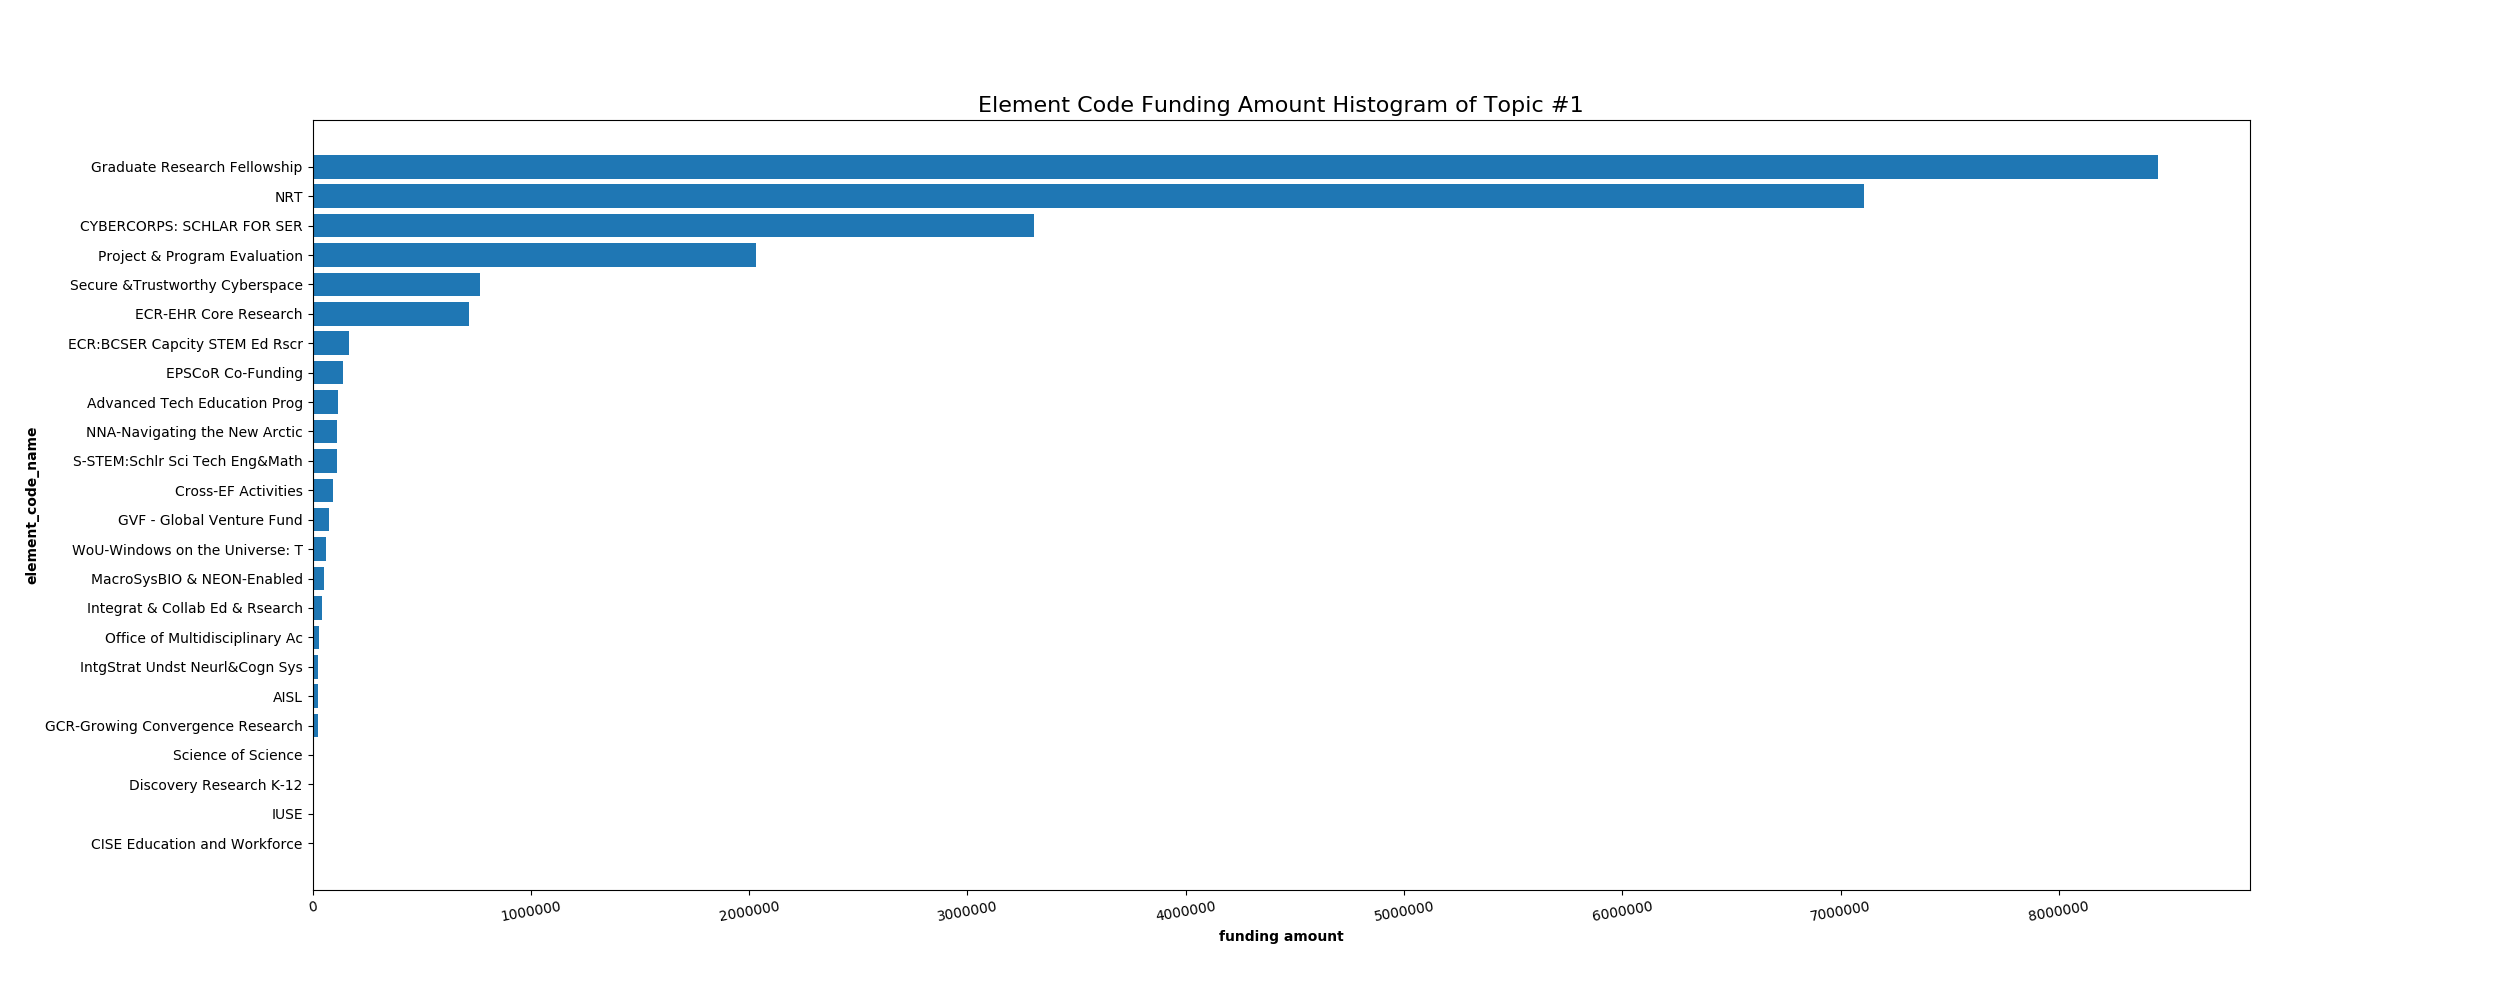 Element Code Funding Amount Histogram of Topic #1
element_code_name
Graduate Research Fellowship
NRT
CYBERCORPS: SCHLAR FOR SER
Project & Program Evaluation
Secure &Trustworthy Cyberspace
ECR-EHR Core Research
ECR:BCSER Capcity STEM Ed Rscr
EPSCoR Co-Funding
Advanced Tech Education Prog
NNA-Navigating the New Arctic
S-STEM:Schlr Sci Tech Eng&Math
Cross-EF Activities
GVF - Global Venture Fund
WoU-Windows on the Universe: T
MacroSysBIO & NEON-Enabled
Integrat & Collab Ed & Rsearch
Office of Multidisciplinary Ac
IntgStrat Undst Neurl&Cogn Sys
AISL
GCR-Growing Convergence Research
Science of Science
Discovery Research K-12
IUSE
CISE Education and Workforce
0 1000000 2000000 3000000 4000000 5000000 6000000 7000000 8000000
funding amount